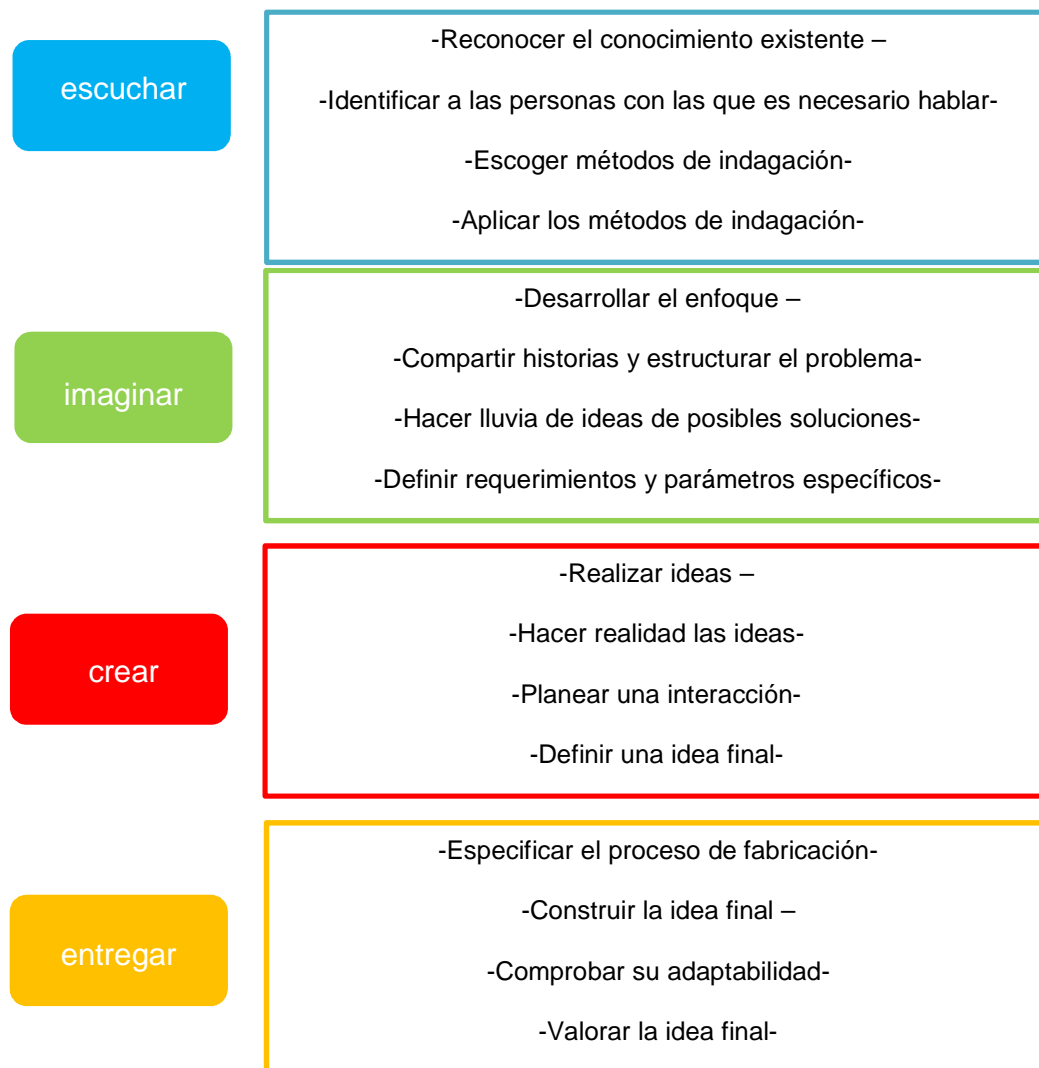 escuchar
-Reconocer el conocimiento existente –
-Identificar a las personas con las que es necesario hablar-
-Escoger métodos de indagación-
-Aplicar los métodos de indagación-
imaginar
-Desarrollar el enfoque –
-Compartir historias y estructurar el problema-
-Hacer lluvia de ideas de posibles soluciones-
-Definir requerimientos y parámetros específicos-
crear
-Realizar ideas –
-Hacer realidad las ideas-
-Planear una interacción-
-Definir una idea final-
entregar
-Especificar el proceso de fabricación-
-Construir la idea final –
-Comprobar su adaptabilidad-
-Valorar la idea final-